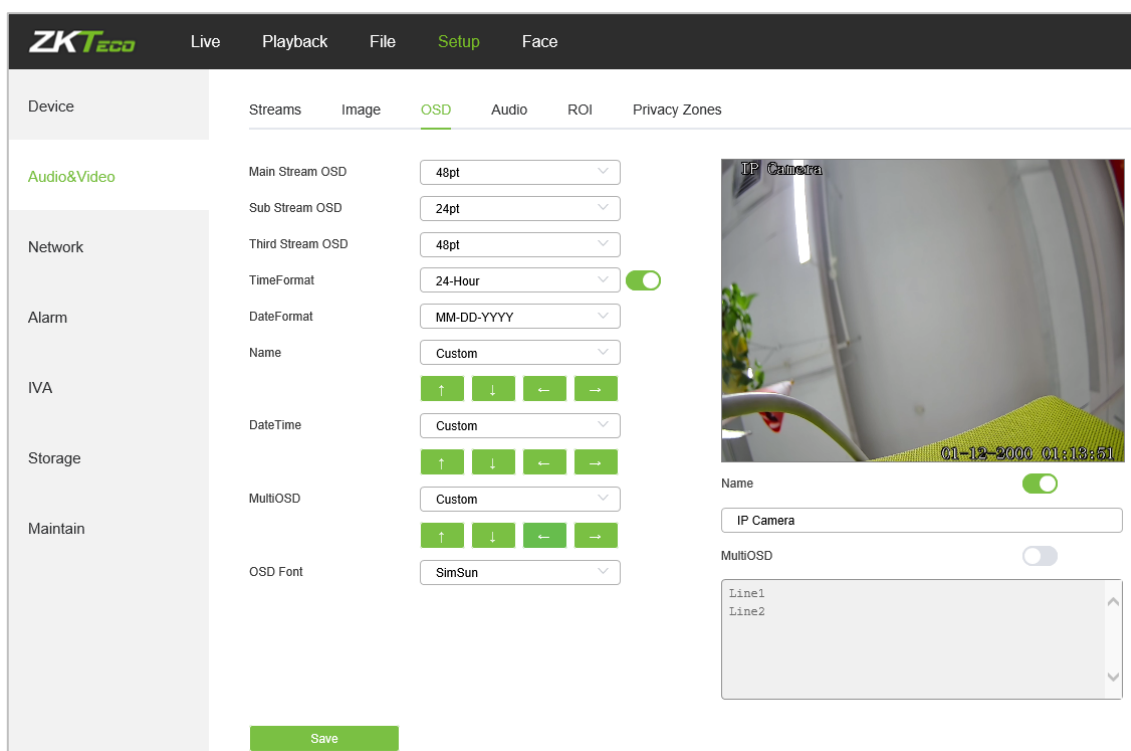 ZKTeco Live Playback File Setup Face
Device
Audio&Video
Network
Alarm
IVA
Storage
Maintain
Streams Image OSD Audio ROI Privacy Zones
Main Stream OSD 48pt
Sub Stream OSD 24pt
Third Stream OSD 48pt
TimeFormat 24-Hour
DateFormat MM-DD-YYYY
Name Custom
↑ ↓ ← →
DateTime Custom
↑ ↓ ← →
MultiOSD Custom
↑ ↓ ← →
OSD Font SimSun
Save
IP Camera
01-12-2000 01:13:51
Name
IP Camera
MultiOSD
Line1
Line2